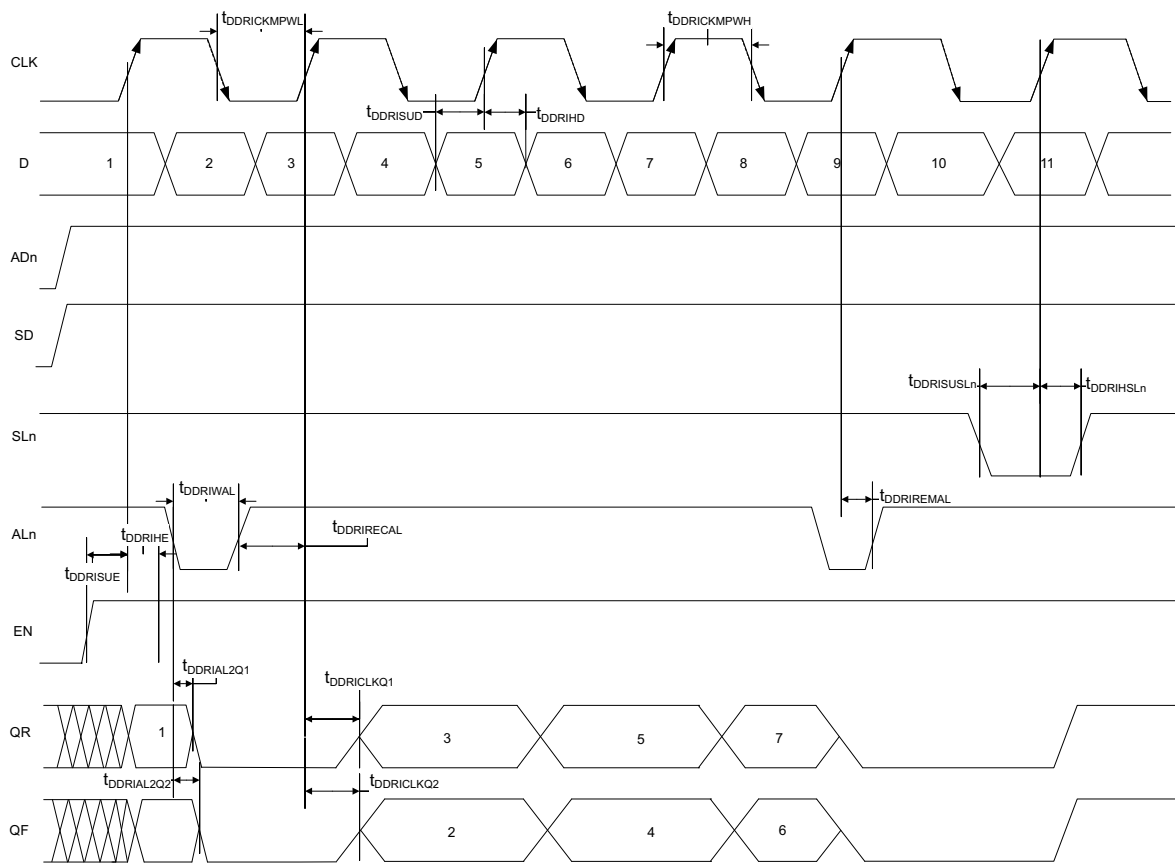 tDDRICKMPWL
tDDRICKMPWH
CLK
tDDRISUD
tDDRIHD
D
1
2
3
4
5
6
7
8
9
10
11
ADn
SD
tDDRISUSLn
tDDRIHSLn
SLn
tDDRIWAL
tDDRIREMAL
ALn
tDDRIHE
tDDRIRECAL
tDDRISUE
EN
tDDRIAL2Q1
tDDRICLKQ1
QR
1
3
5
7
tDDRIAL2Q2
tDDRICLKQ2
QF
2
4
6